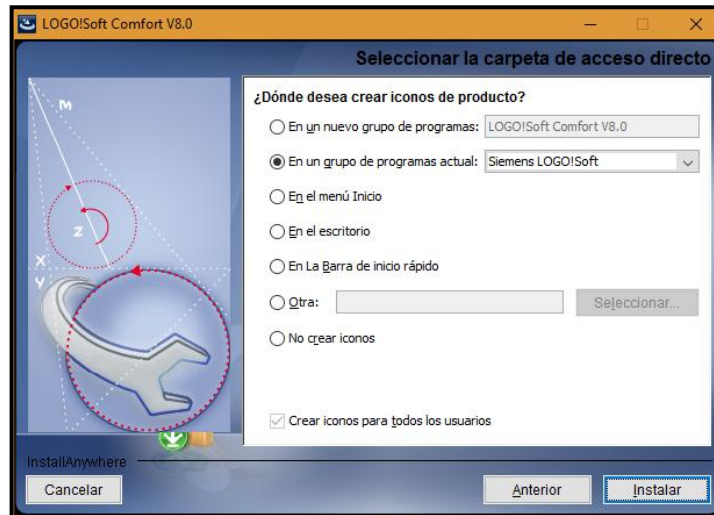 LOGO!Soft Comfort V8.0
Seleccionar la carpeta de acceso directo
M
Z
X
Y
¿Dónde desea crear iconos de producto?
En un nuevo grupo de programas: LOGO!Soft Comfort V8.0
En un grupo de programas actual: Siemens LOGO!Soft
En el menú Inicio
En el escritorio
En La Barra de inicio rápido
Otra: Seleccionar...
No crear iconos
Crear iconos para todos los usuarios
InstallAnywhere
Cancelar Anterior Instalar